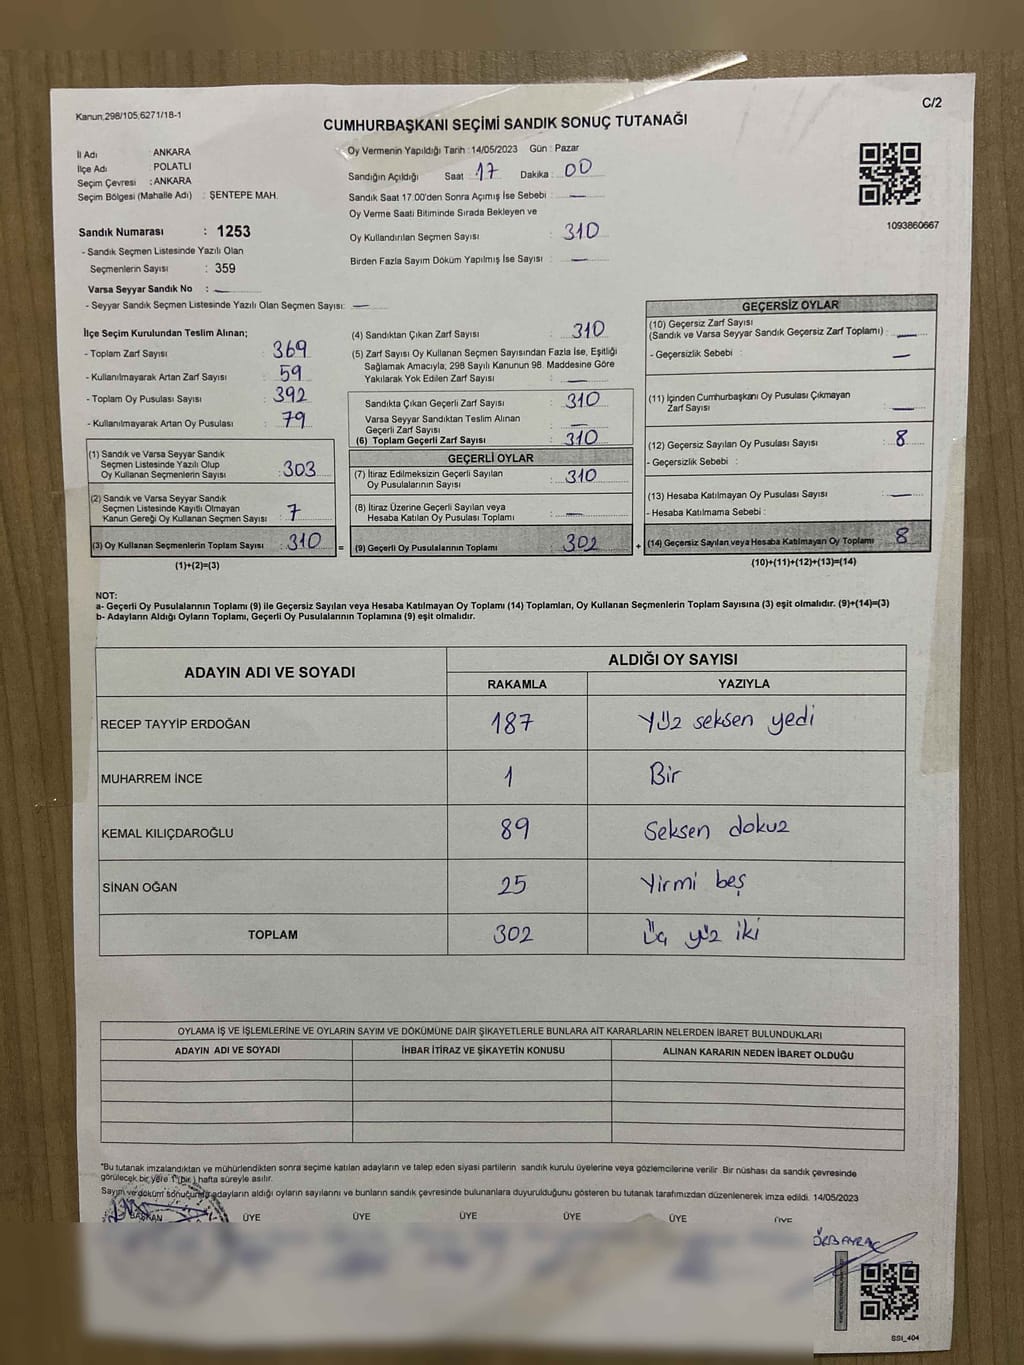 Kanun,298/105,6271/18-1
C/2
CUMHURBAŞKANI SEÇİMİ SANDIK SONUÇ TUTANAĞI
İl Adı : ANKARA
İlçe Adı : POLATLI
Seçim Çevresi : ANKARA
Seçim Bölgesi (Mahalle Adı) : ŞENTEPE MAH.
Sandık Numarası : 1253
- Sandık Seçmen Listesinde Yazılı Olan
Seçmenlerin Sayısı : 359
Varsa Seyyar Sandık No : —
- Seyyar Sandık Seçmen Listesinde Yazılı Olan Seçmen Sayısı: —
Oy Vermenin Yapıldığı Tarih : 14/05/2023 Gün : Pazar
Sandığın Açıldığı Saat : 17 Dakika : 00
Sandık Saat 17.00'den Sonra Açımış İse Sebebi : —
Oy Verme Saati Bitiminde Sırada Bekleyen ve
Oy Kullandırılan Seçmen Sayısı : 310
Birden Fazla Sayım Döküm Yapılmış İse Sayısı : —
1093860667
İlçe Seçim Kurulundan Teslim Alınan;
- Toplam Zarf Sayısı : 369
- Kullanılmayarak Artan Zarf Sayısı : 59
- Toplam Oy Pusulası Sayısı : 392
- Kullanılmayarak Artan Oy Pusulası : 79
(1) Sandık ve Varsa Seyyar Sandık
Seçmen Listesinde Yazılı Olup
Oy Kullanan Seçmenlerin Sayısı : 303
(2) Sandık ve Varsa Seyyar Sandık
Seçmen Listesinde Kayıtlı Olmayan
Kanun Gereği Oy Kullanan Seçmen Sayısı : 7
(3) Oy Kullanan Seçmenlerin Toplam Sayısı : 310
(1)+(2)=(3)
(4) Sandıktan Çıkan Zarf Sayısı : 310
(5) Zarf Sayısı Oy Kullanan Seçmen Sayısından Fazla İse, Eşitliği
Sağlamak Amacıyla; 298 Sayılı Kanunun 98. Maddesine Göre
Yakılarak Yok Edilen Zarf Sayısı : —
Sandıkta Çıkan Geçerli Zarf Sayısı : 310
Varsa Seyyar Sandıktan Teslim Alınan
Geçerli Zarf Sayısı : —
(6) Toplam Geçerli Zarf Sayısı : 310
GEÇERLİ OYLAR
(7) İtiraz Edilmeksizin Geçerli Sayılan
Oy Pusulalarının Sayısı : 310
(8) İtiraz Üzerine Geçerli Sayılan veya
Hesaba Katılan Oy Pusulası Toplamı : —
= (9) Geçerli Oy Pusulalarının Toplamı : 302
GEÇERSİZ OYLAR
(10) Geçersiz Zarf Sayısı
(Sandık ve Varsa Seyyar Sandık Geçersiz Zarf Toplamı) : —
- Geçersizlik Sebebi : —
(11) İçinden Cumhurbaşkanı Oy Pusulası Çıkmayan
Zarf Sayısı : —
(12) Geçersiz Sayılan Oy Pusulası Sayısı : 8
- Geçersizlik Sebebi :
(13) Hesaba Katılmayan Oy Pusulası Sayısı : —
- Hesaba Katılmama Sebebi :
+ (14) Geçersiz Sayılan veya Hesaba Katılmayan Oy Toplamı : 8
(10)+(11)+(12)+(13)=(14)
NOT:
a- Geçerli Oy Pusulalarının Toplamı (9) ile Geçersiz Sayılan veya Hesaba Katılmayan Oy Toplamı (14) Toplamları, Oy Kullanan Seçmenlerin Toplam Sayısına (3) eşit olmalıdır. (9)+(14)=(3)
b- Adayların Aldığı Oyların Toplamı, Geçerli Oy Pusulalarının Toplamına (9) eşit olmalıdır.
ADAYIN ADI VE SOYADI ALDIĞI OY SAYISI
RAKAMLA YAZIYLA
RECEP TAYYİP ERDOĞAN 187 Yüz seksen yedi
MUHARREM İNCE 1 Bir
KEMAL KILIÇDAROĞLU 89 Seksen dokuz
SİNAN OĞAN 25 Yirmi beş
TOPLAM 302 Üç yüz iki
OYLAMA İŞ VE İŞLEMLERİNE VE OYLARIN SAYIM VE DÖKÜMÜNE DAİR ŞİKAYETLERLE BUNLARA AİT KARARLARIN NELERDEN İBARET BULUNDUKLARI
ADAYIN ADI VE SOYADI İHBAR İTİRAZ VE ŞİKAYETİN KONUSU ALINAN KARARIN NEDEN İBARET OLDUĞU
*Bu tutanak imzalandıktan ve mühürlendikten sonra seçime katılan adayların ve talep eden siyasi partilerin sandık kurulu üyelerine veya gözlemcilerine verilir. Bir nüshası da sandık çevresinde
görülecek bir yere 1 (bir) hafta süreyle asılır.
Sayım ve döküm sonucunda adayların aldığı oyların sayılarını ve bunların sandık çevresinde bulunanlara duyurulduğunu gösteren bu tutanak tarafımızdan düzenlenerek imza edildi. 14/05/2023
BAŞKAN ÜYE ÜYE ÜYE ÜYE ÜYE ÜYE
SSI_404